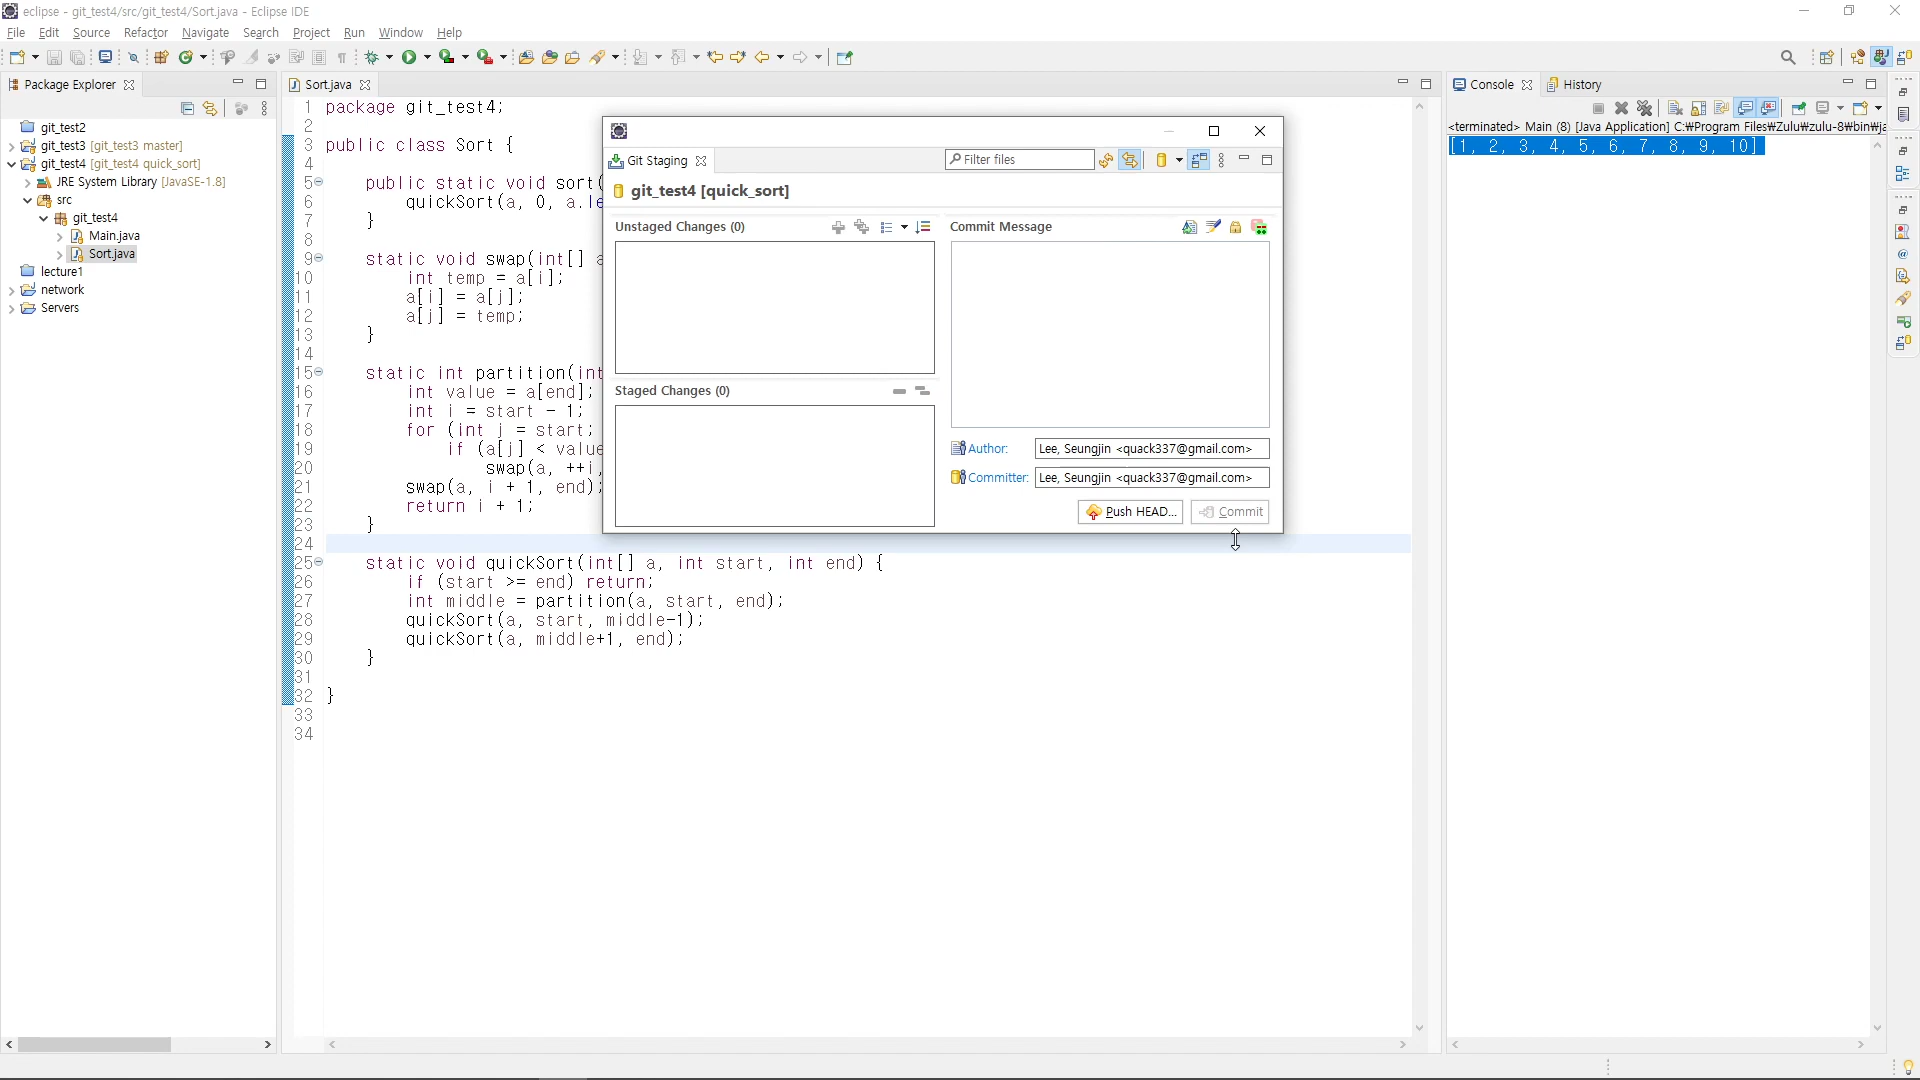 eclipse - git_test4/src/git_test4/Sort.java - Eclipse IDE
File Edit Source Refactor Navigate Search Project Run Window Help
Package Explorer
git_test2
git_test3 [git_test3 master]
git_test4 [git_test4 quick_sort]
JRE System Library [JavaSE-1.8]
src
git_test4
Main.java
Sort.java
lecture1
network
Servers
Sort.java
1 package git_test4;
2
3 public class Sort {
4
5 public static void sort(
6 quickSort(a, 0, a.le
7 }
8
9 static void swap(int[] a
10 int temp = a[i];
11 a[i] = a[j];
12 a[j] = temp;
13 }
14
15 static int partition(int
16 int value = a[end];
17 int i = start - 1;
18 for (int j = start;
19 if (a[j] < value
20 swap(a, ++i,
21 swap(a, i + 1, end);
22 return i + 1;
23 }
24
25 static void quickSort(int[] a, int start, int end) {
26 if (start >= end) return;
27 int middle = partition(a, start, end);
28 quickSort(a, start, middle-1);
29 quickSort(a, middle+1, end);
30 }
31
32 }
33
34
Git Staging
Filter files
git_test4 [quick_sort]
Unstaged Changes (0)
Staged Changes (0)
Commit Message
Author: Lee, Seungjin <quack337@gmail.com>
Committer: Lee, Seungjin <quack337@gmail.com>
Push HEAD... Commit
Console History
<terminated> Main (8) [Java Application] C:₩Program Files₩Zulu₩zulu-8₩bin₩ja
[1, 2, 3, 4, 5, 6, 7, 8, 9, 10]